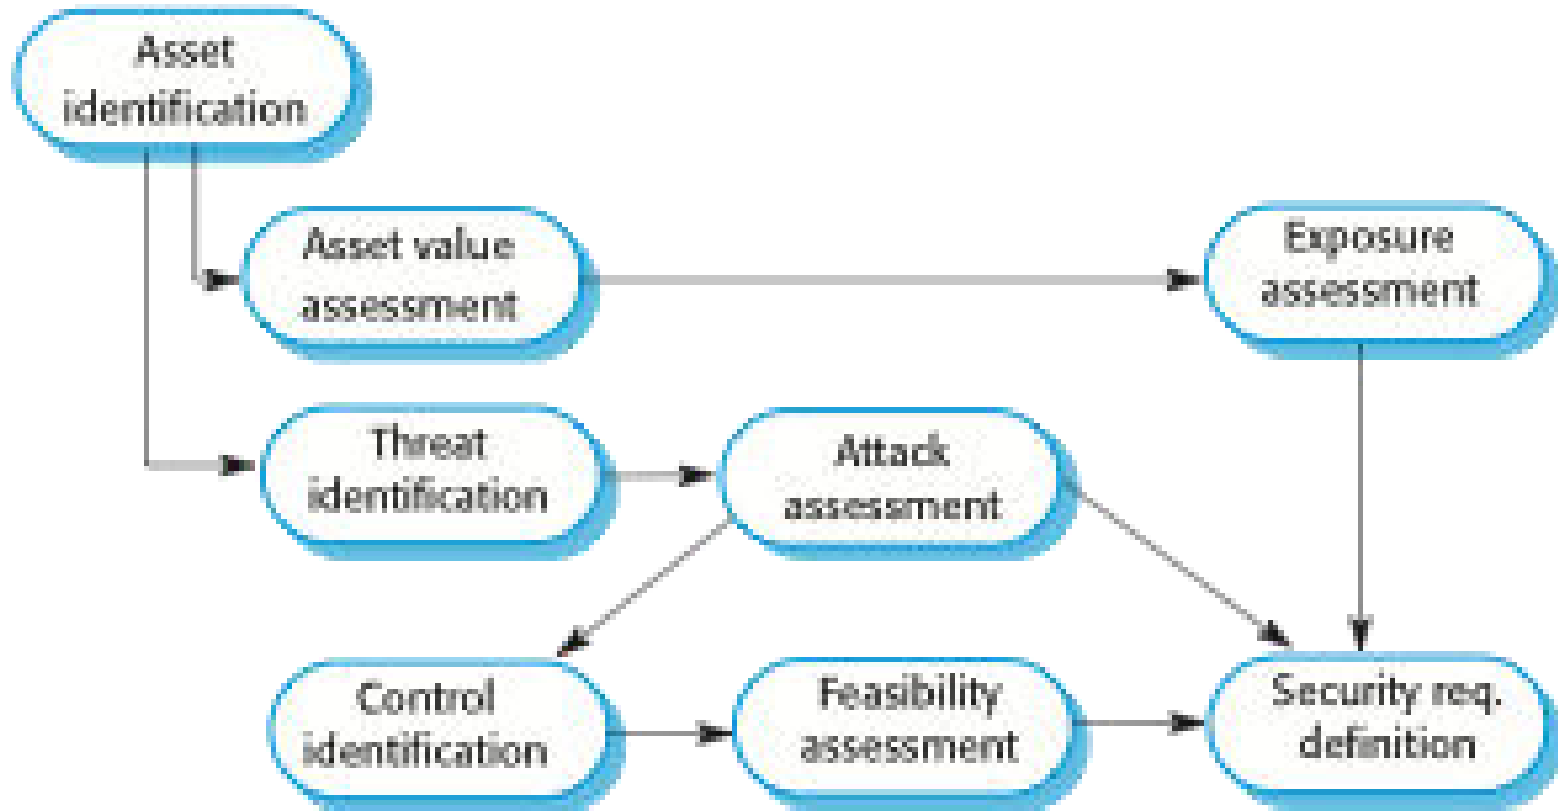 Asset
identification
Asset value
assessment
Exposure
assessment
Threat
identification
Attack
assessment
Control
identification
Feasibility
assessment
Security req.
definition